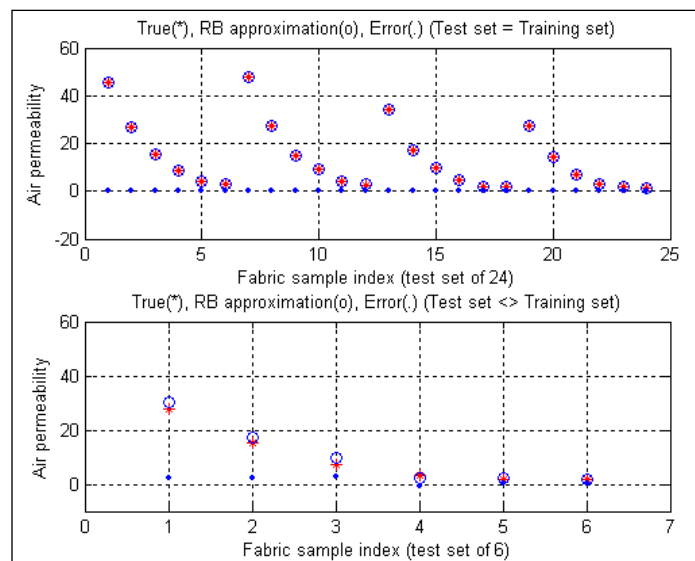 True(*), RB approximation(o), Error(.) (Test set = Training set)
60
40
20
0
-20
Air permeability
0 5 10 15 20 25
Fabric sample index (test set of 24)
True(*), RB approximation(o), Error(.) (Test set <> Training set)
60
40
20
0
Air permeability
0 1 2 3 4 5 6 7
Fabric sample index (test set of 6)